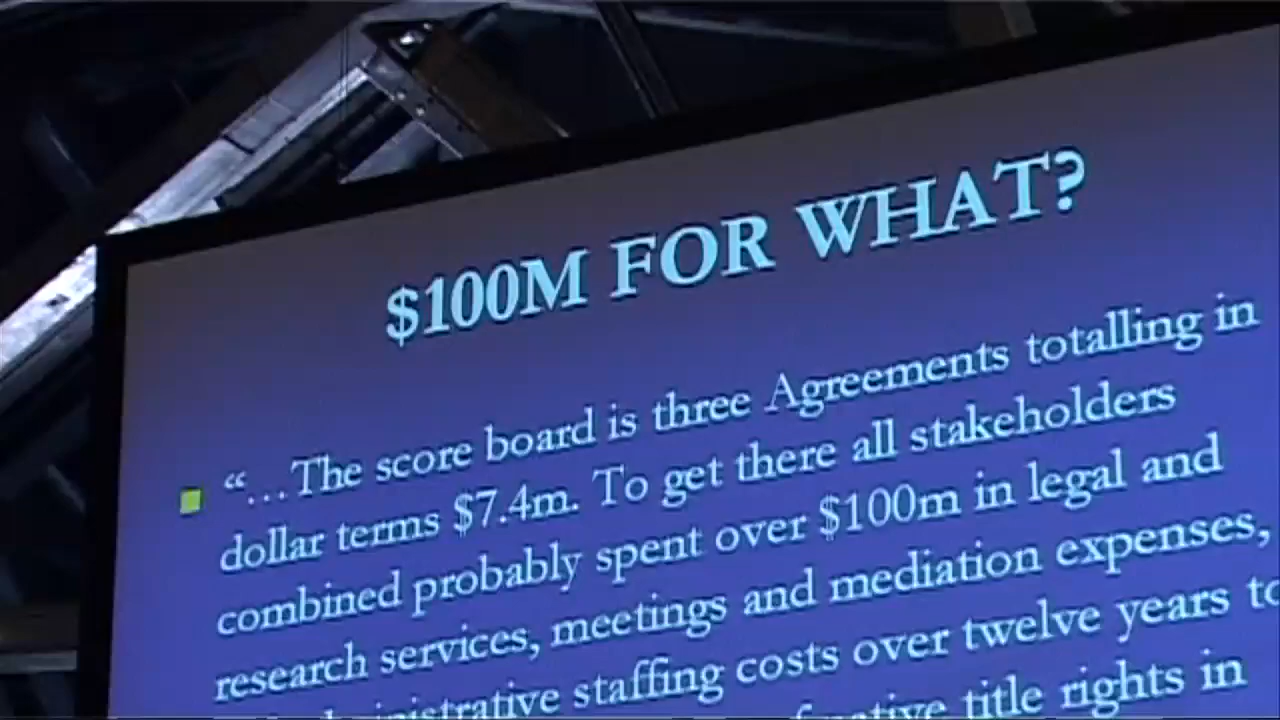 $100M FOR WHAT?
“…The score board is three Agreements totalling in
dollar terms $7.4m. To get there all stakeholders
combined probably spent over $100m in legal and
research services, meetings and mediation expenses,
staffing costs over twelve years to
title rights in